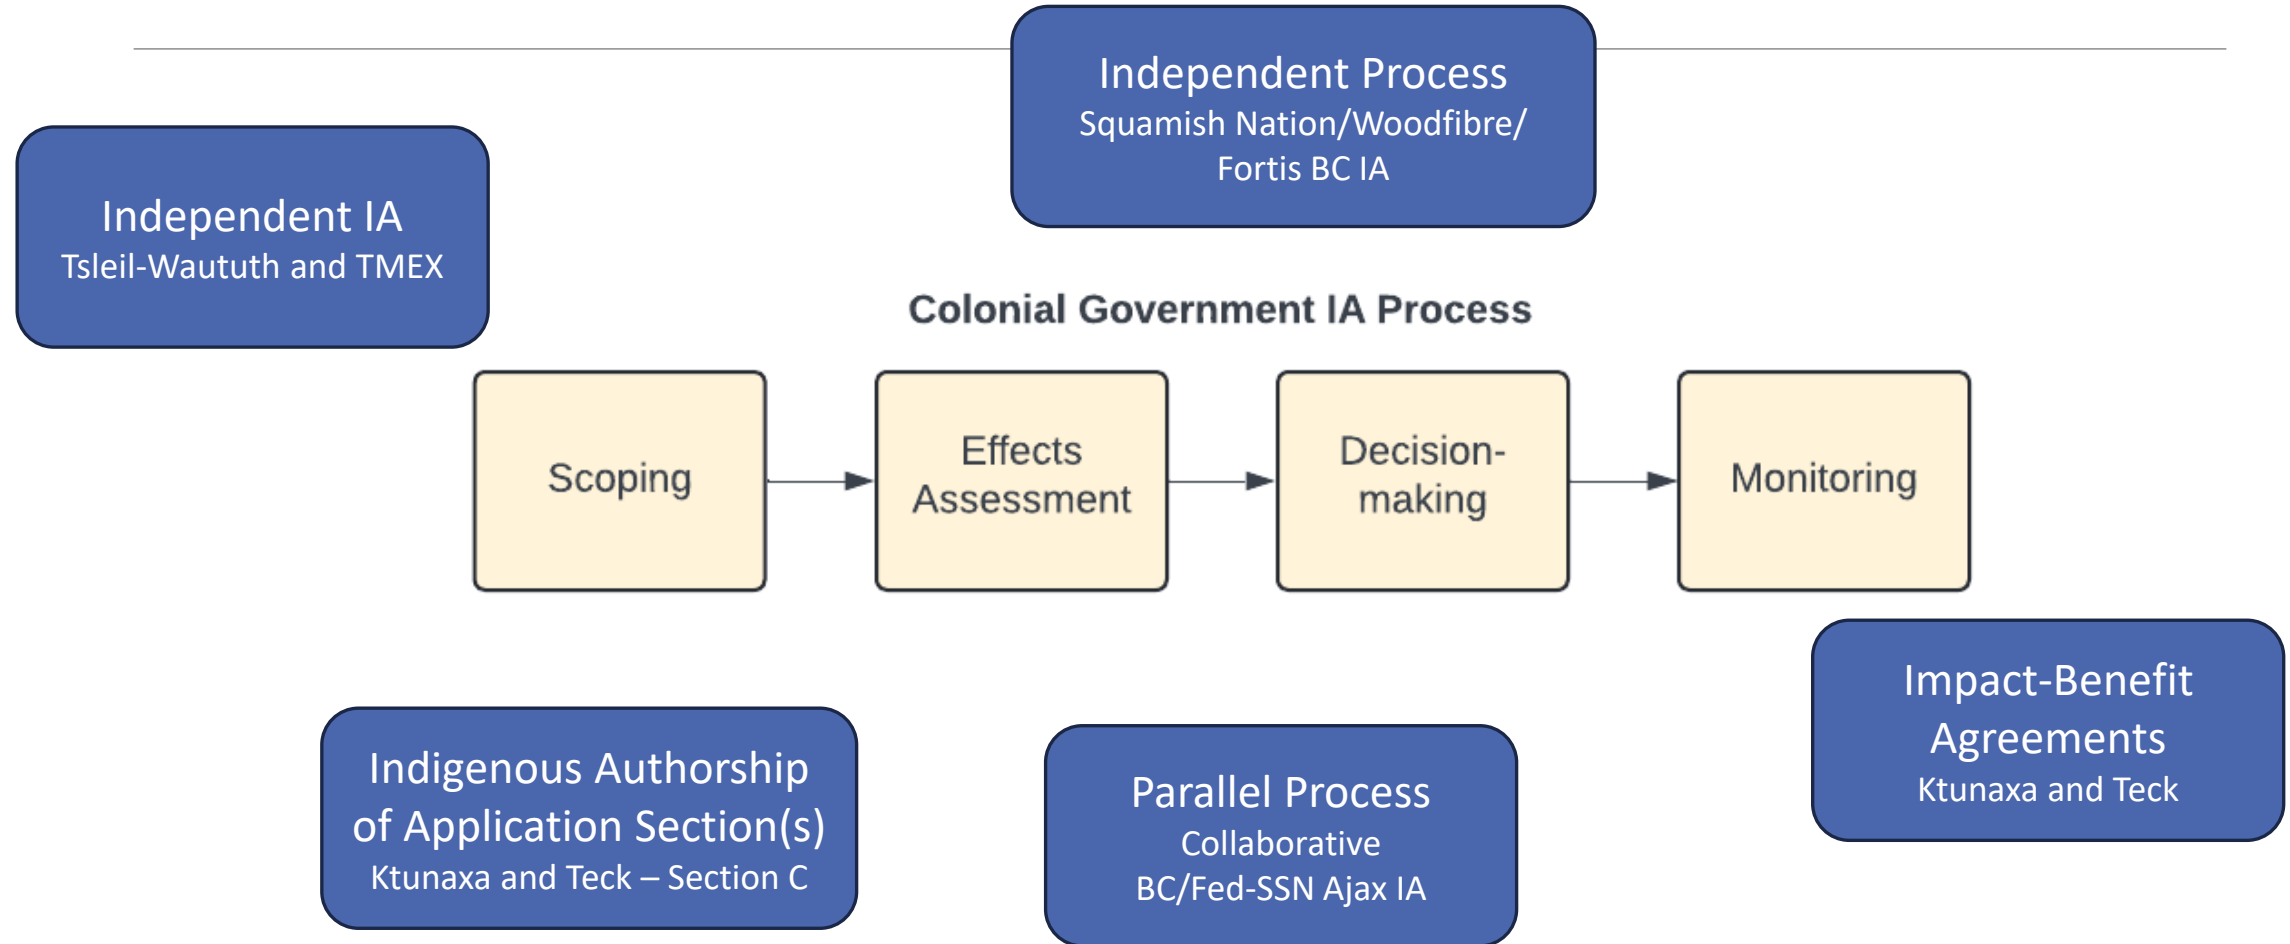 Independent Process
Squamish Nation/Woodfibre/
Fortis BC IA
Independent IA
Tsleil-Waututh and TMEX
Colonial Government IA Process
Scoping
Effects
Assessment
Decision-
making
Monitoring
Indigenous Authorship
of Application Section(s)
Ktunaxa and Teck – Section C
Parallel Process
Collaborative
BC/Fed-SSN Ajax IA
Impact-Benefit
Agreements
Ktunaxa and Teck